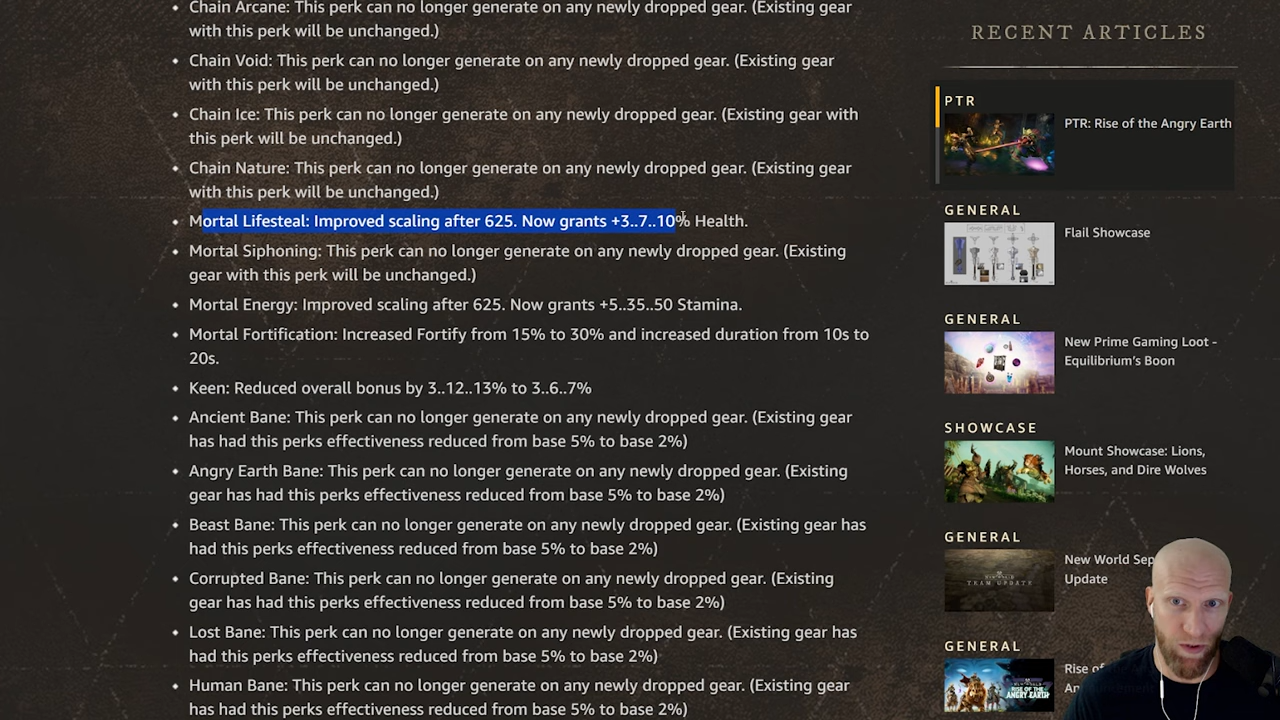 Chain Arcane: This perk can no longer generate on any newly dropped gear. (Existing gear
with this perk will be unchanged.)
Chain Void: This perk can no longer generate on any newly dropped gear. (Existing gear
with this perk will be unchanged.)
Chain Ice: This perk can no longer generate on any newly dropped gear. (Existing gear with
this perk will be unchanged.)
Chain Nature: This perk can no longer generate on any newly dropped gear. (Existing gear
with this perk will be unchanged.)
Mortal Lifesteal: Improved scaling after 625. Now grants +3..7..10% Health.
Mortal Siphoning: This perk can no longer generate on any newly dropped gear. (Existing
gear with this perk will be unchanged.)
Mortal Energy: Improved scaling after 625. Now grants +5..35..50 Stamina.
Mortal Fortification: Increased Fortify from 15% to 30% and increased duration from 10s to
20s.
Keen: Reduced overall bonus by 3..12..13% to 3..6..7%
Ancient Bane: This perk can no longer generate on any newly dropped gear. (Existing gear
has had this perks effectiveness reduced from base 5% to base 2%)
Angry Earth Bane: This perk can no longer generate on any newly dropped gear. (Existing
gear has had this perks effectiveness reduced from base 5% to base 2%)
Beast Bane: This perk can no longer generate on any newly dropped gear. (Existing gear has
had this perks effectiveness reduced from base 5% to base 2%)
Corrupted Bane: This perk can no longer generate on any newly dropped gear. (Existing
gear has had this perks effectiveness reduced from base 5% to base 2%)
Lost Bane: This perk can no longer generate on any newly dropped gear. (Existing gear has
had this perks effectiveness reduced from base 5% to base 2%)
Human Bane: This perk can no longer generate on any newly dropped gear. (Existing gear
has had this perks effectiveness reduced from base 5% to base 2%)
RECENT ARTICLES
PTR
PTR: Rise of the Angry Earth
GENERAL
Flail Showcase
GENERAL
New Prime Gaming Loot -
Equilibrium's Boon
SHOWCASE
Mount Showcase: Lions,
Horses, and Dire Wolves
GENERAL
TEAM UPDATE
New World Sep
Update
GENERAL
RISE OF THE
ANGRY EARTH
Rise of